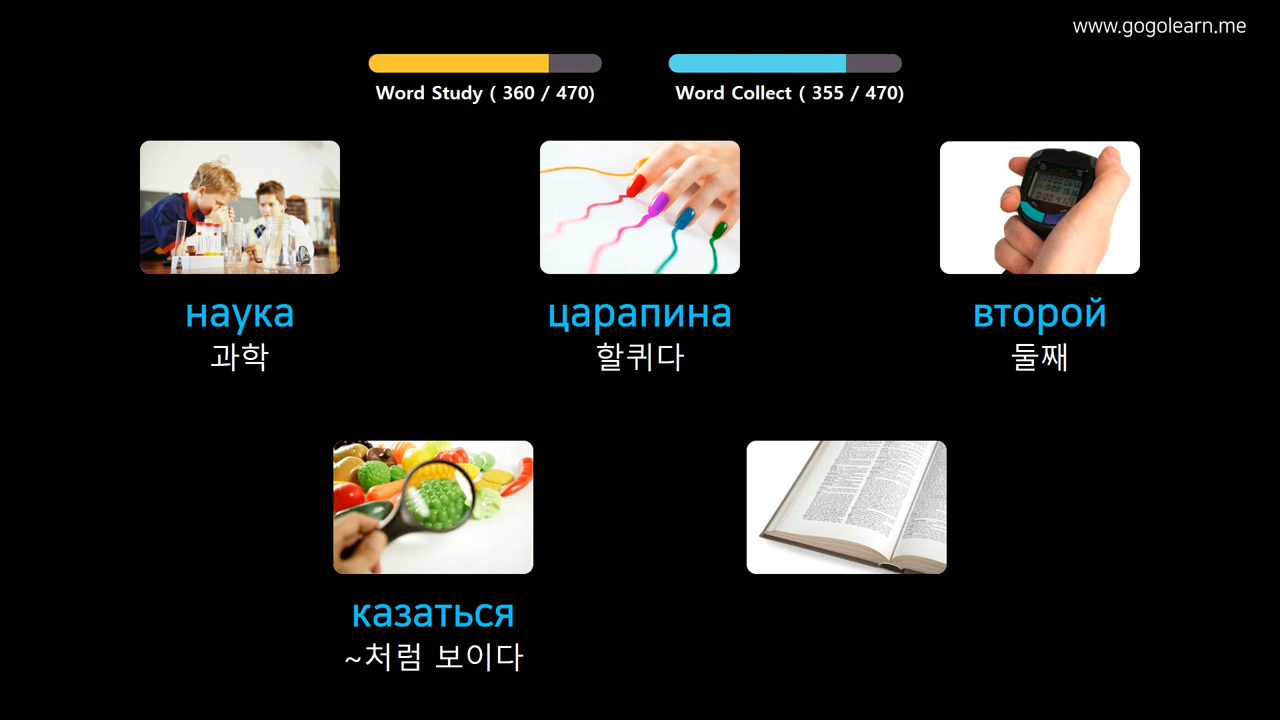 www.gogolearn.me
Word Study ( 360 / 470)
Word Collect ( 355 / 470)
наука
과학
царапина
할퀴다
второй
둘째
казаться
~처럼 보이다